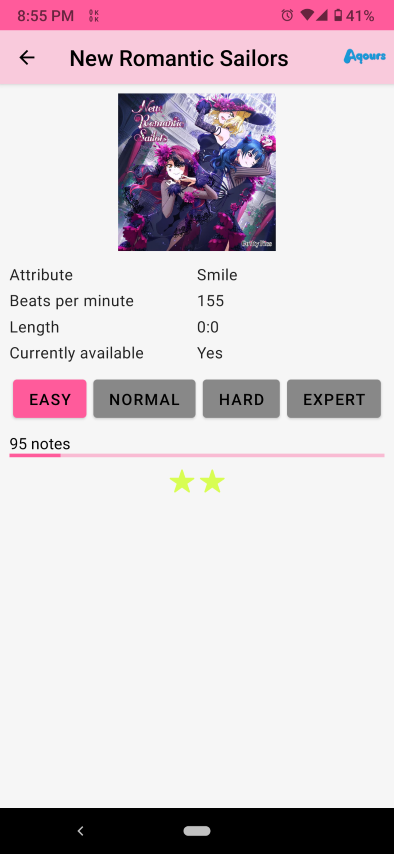 8:55 PM
41%
New Romantic Sailors
Aqours
New
Romantic
Sailors
Guilty Kiss
Attribute Smile
Beats per minute 155
Length 0:0
Currently available Yes
EASY NORMAL HARD EXPERT
95 notes